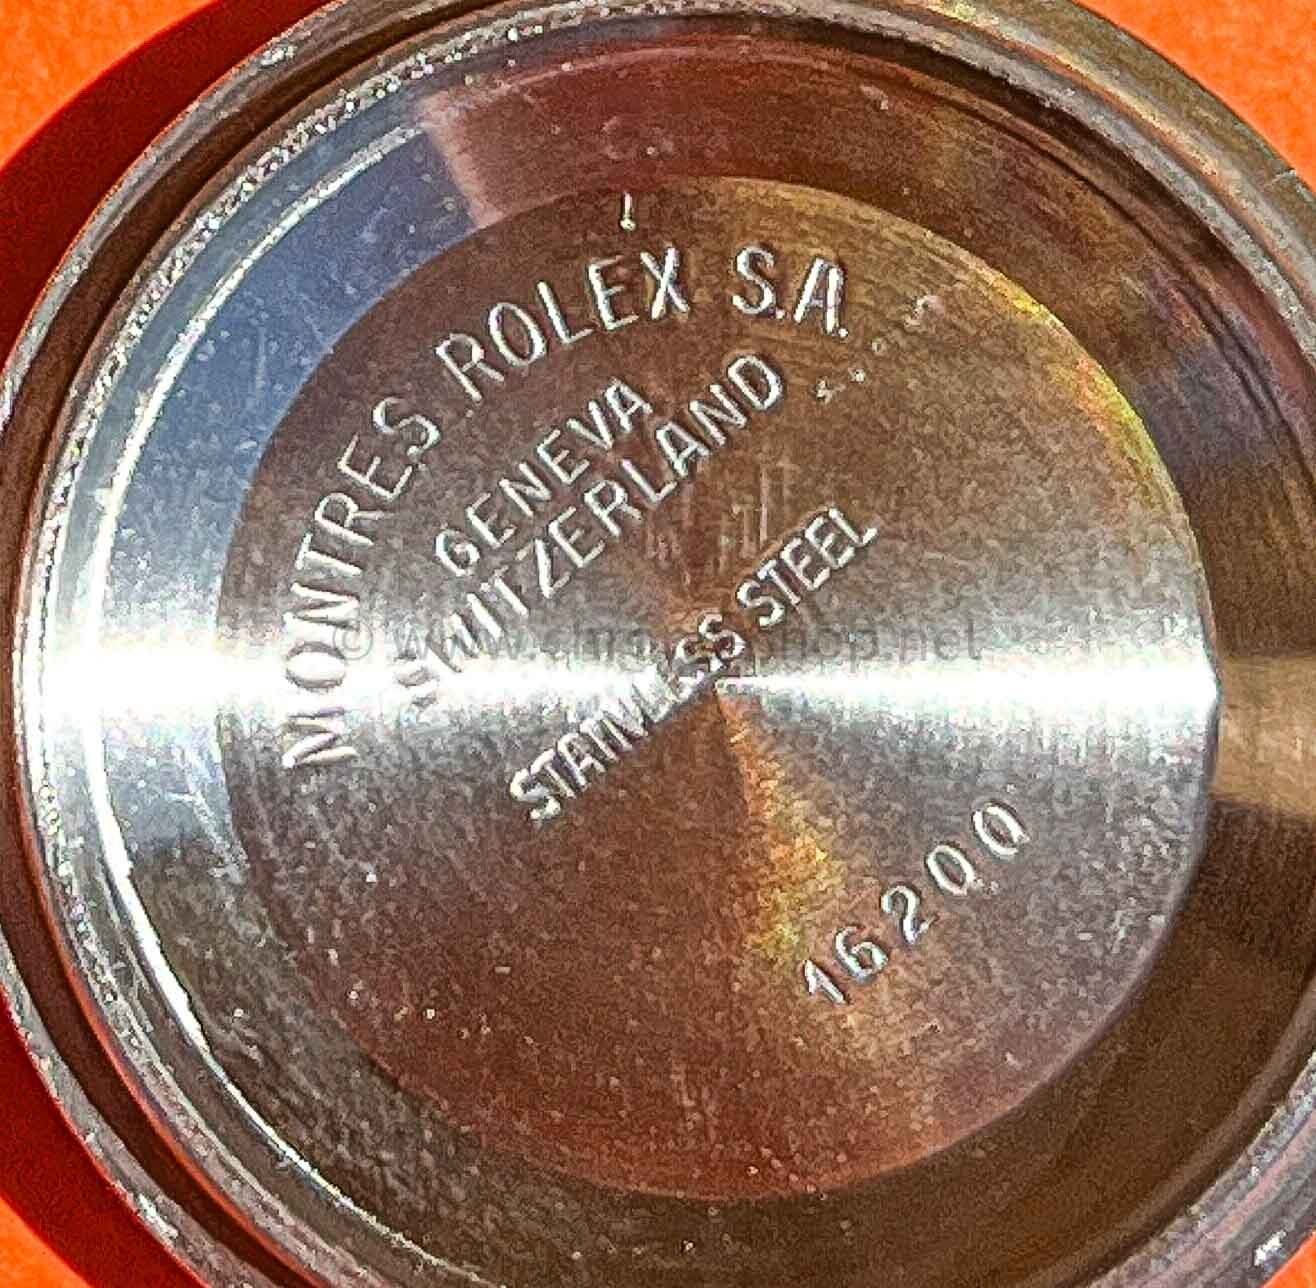 MONTRES ROLEX S.A.
GENEVA
SWITZERLAND
STAINLESS STEEL
16200